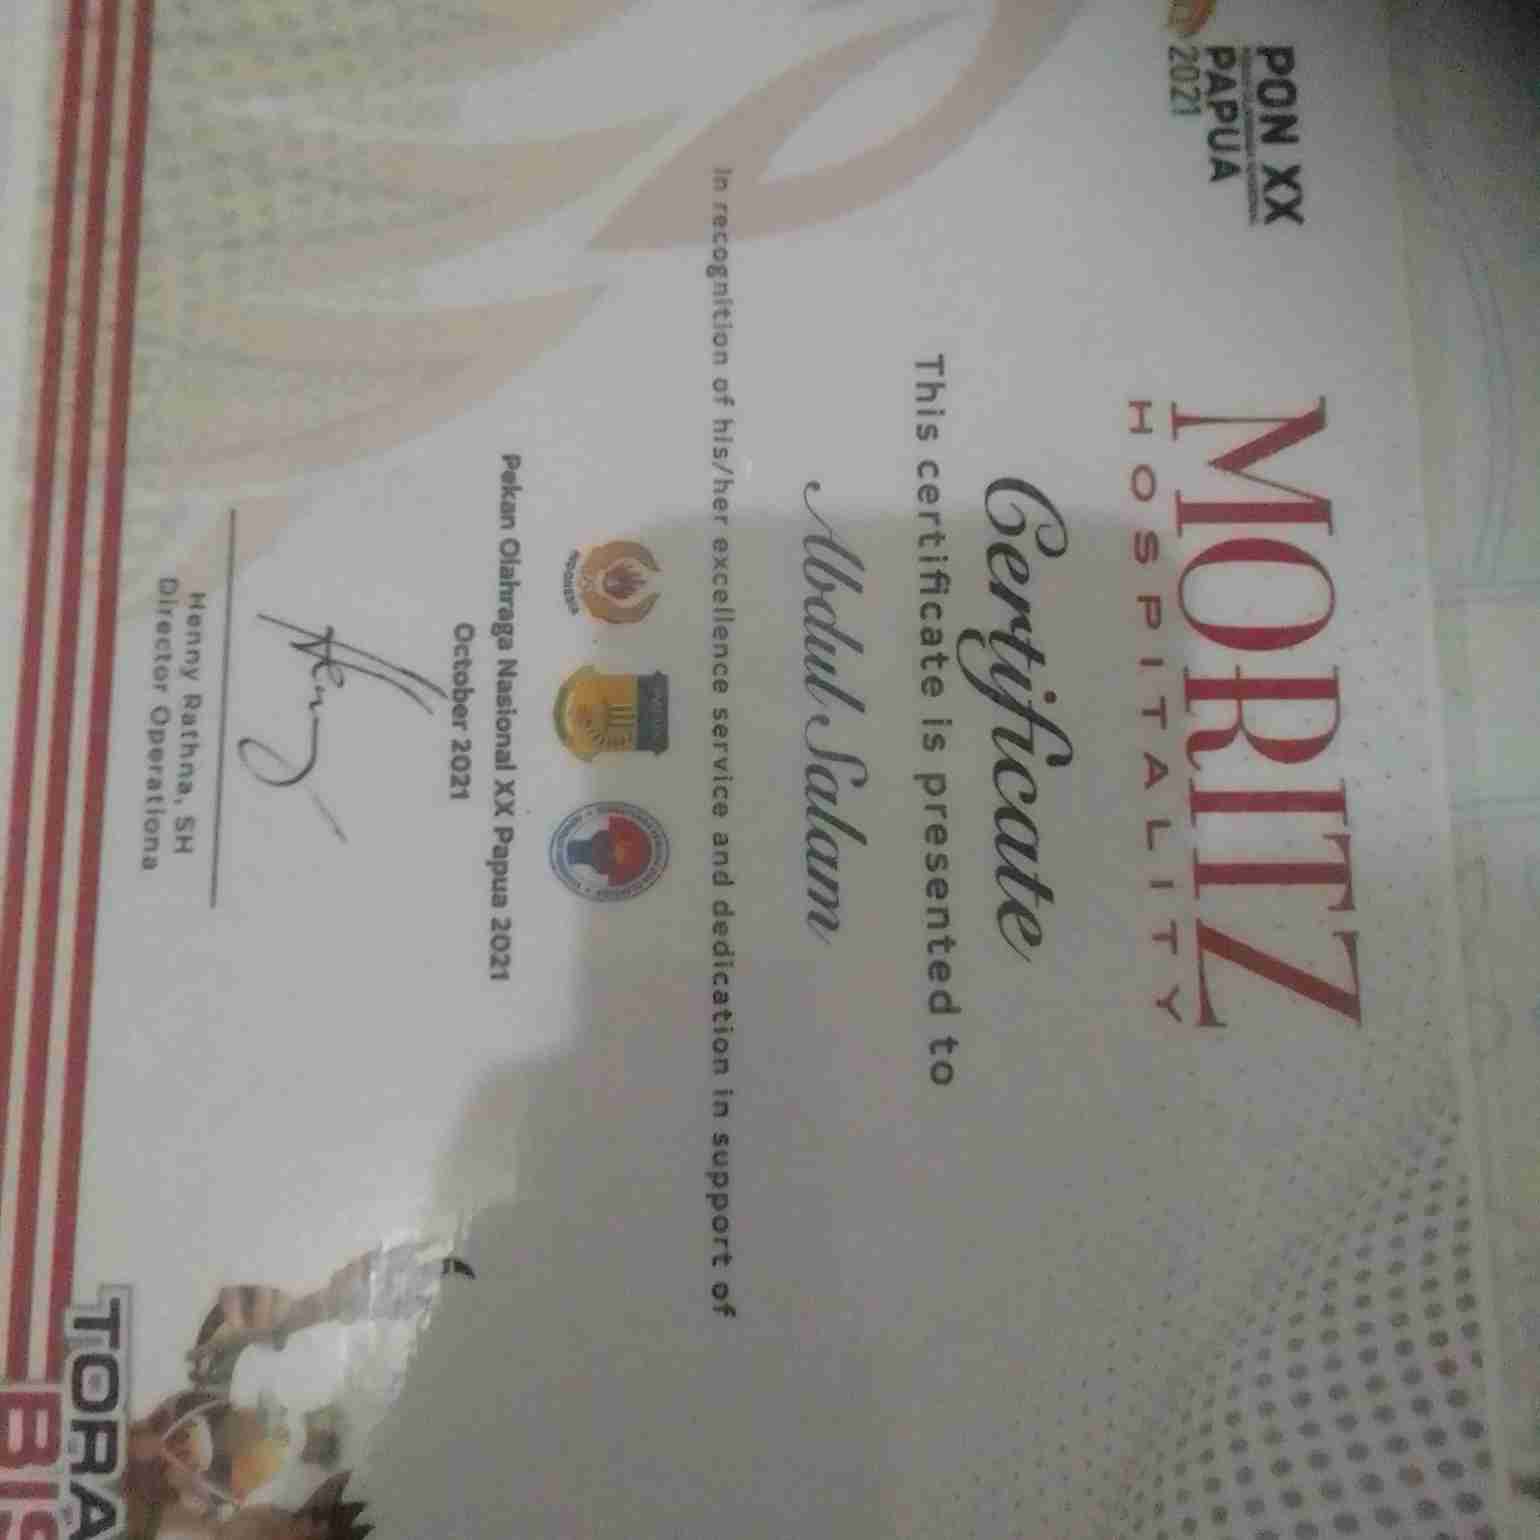 PON XX
PAPUA
2021
MORITZ
HOSPITALITY
Certificate
This certificate is presented to
Abdul Salam
In recognition of his/her excellence service and dedication in support of
INDONESIA
Pekan Olahraga Nasional XX Papua 2021
October 2021
Henny Rathna, SH
Director Operationa
TORA
BIS